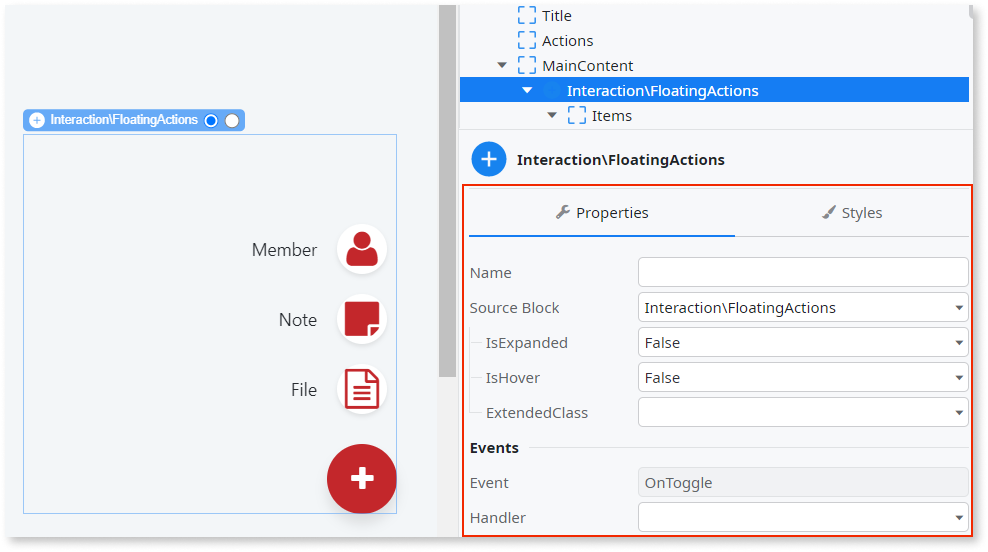 Interaction\FloatingActions
Member
Note
File
Title
Actions
MainContent
Interaction\FloatingActions
Items
Interaction\FloatingActions
Properties
Styles
Name
Source Block Interaction\FloatingActions
IsExpanded False
IsHover False
ExtendedClass
Events
Event OnToggle
Handler